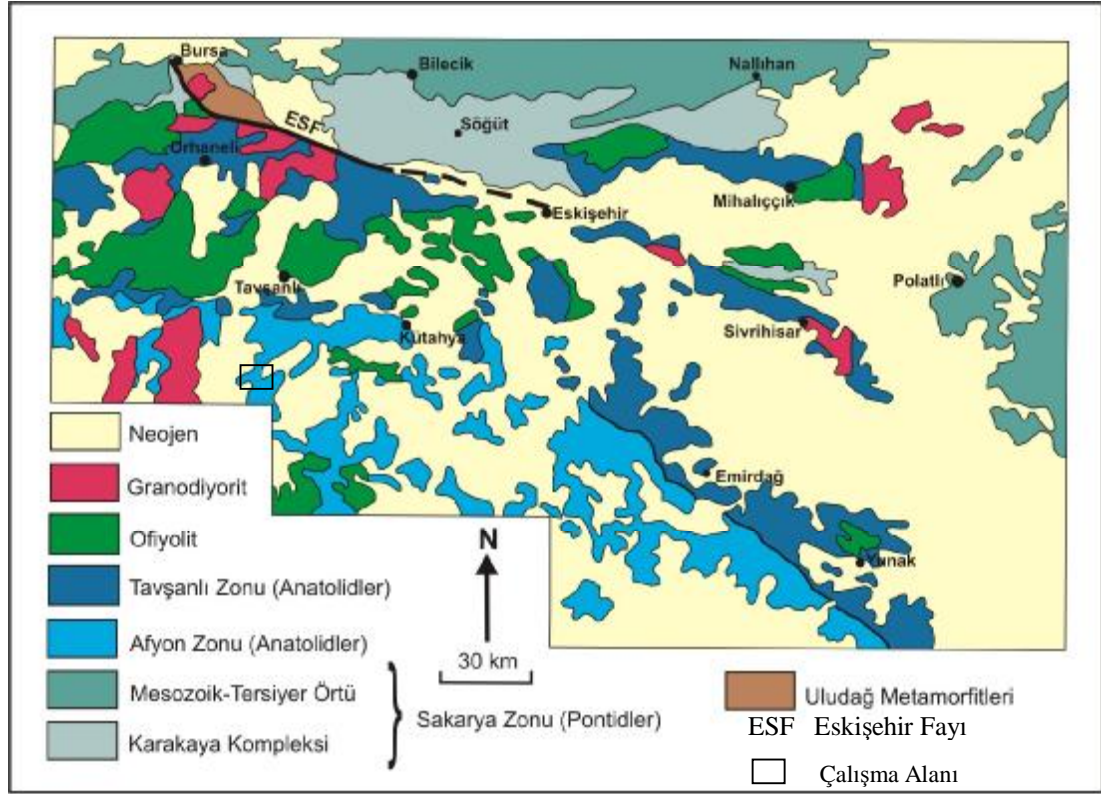 Bursa
Bilecik
Nallıhan
Söğüt
ESF
Orhaneli
Mihalıççık
Eskişehir
Polatlı
Tavşanlı
Kütahya
Sivrihisar
Emirdağ
Yunak
Neojen
Granodiyorit
Ofiyolit
Tavşanlı Zonu (Anatolidler)
Afyon Zonu (Anatolidler)
Mesozoik-Tersiyer Örtü
Karakaya Kompleksi
Sakarya Zonu (Pontidler)
N
30 km
Uludağ Metamorfitleri
ESF Eskişehir Fayı
Çalışma Alanı